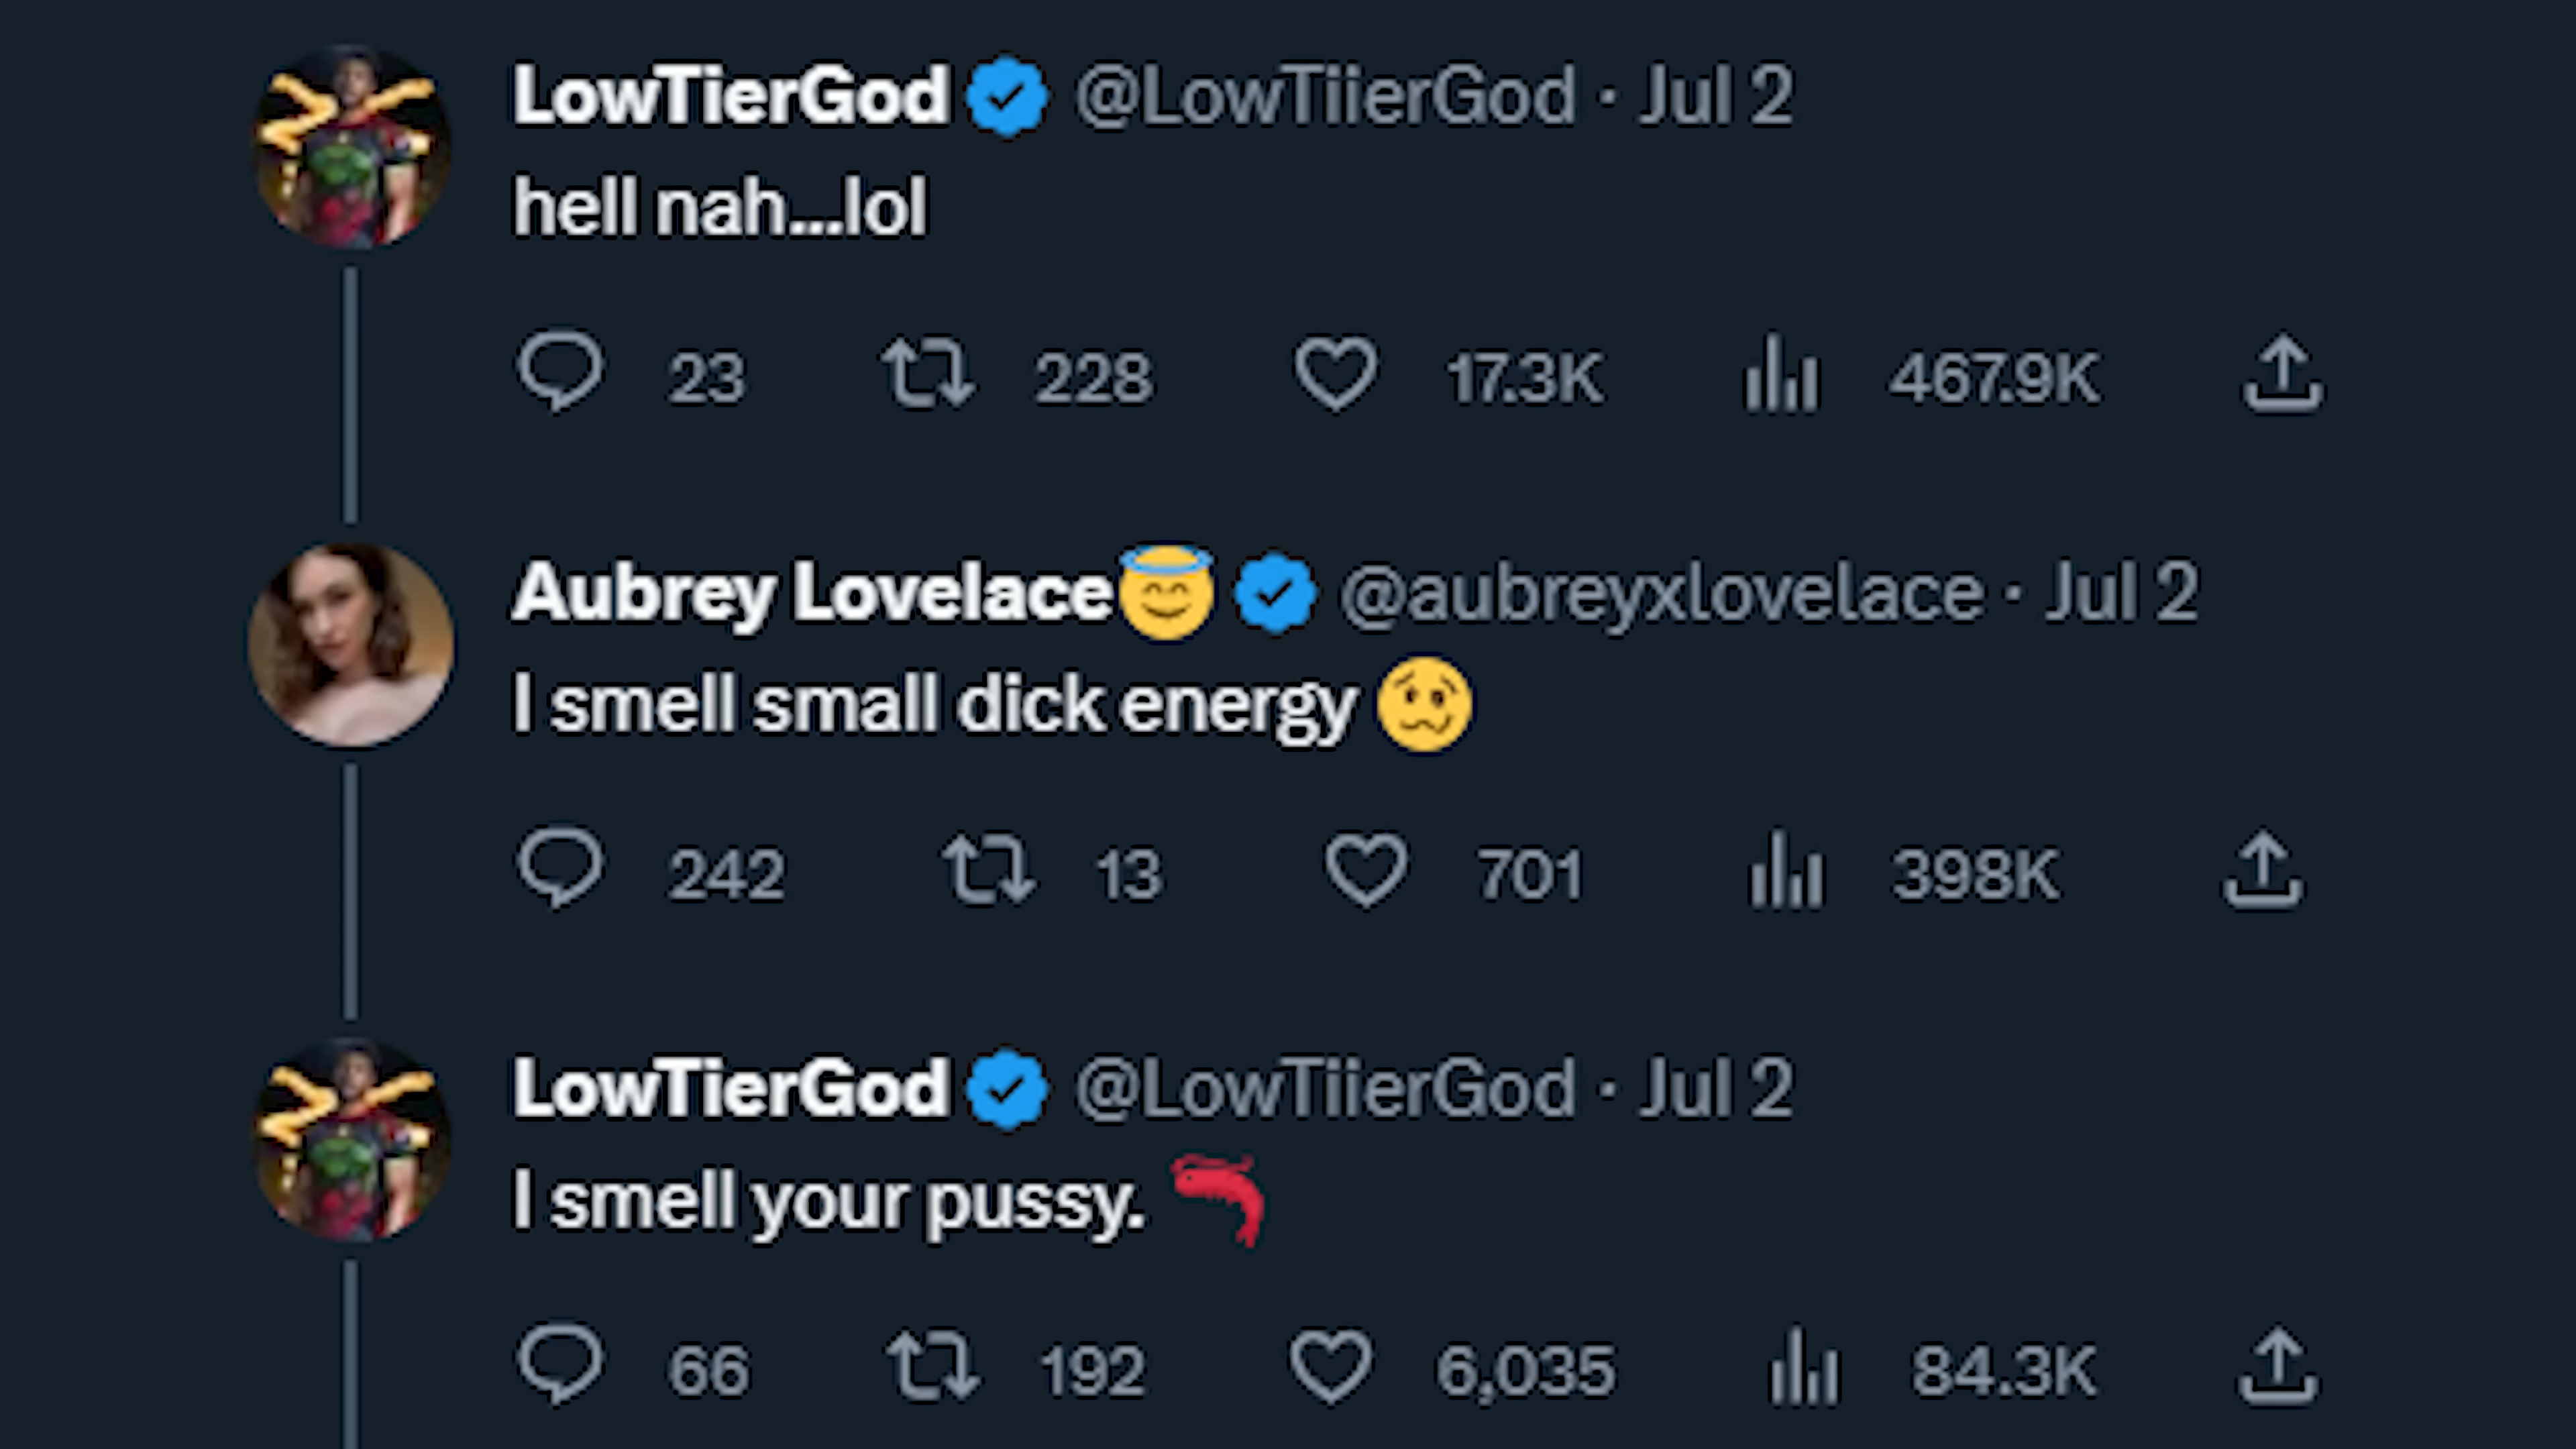 LowTierGod @LowTiierGod · Jul 2
hell nah...lol
23 228 17.3K 467.9K
Aubrey Lovelace😇 @aubreyxlovelace · Jul 2
I smell small dick energy 🥴
242 13 701 398K
LowTierGod @LowTiierGod · Jul 2
I smell your pussy. 🦐
66 192 6,035 84.3K